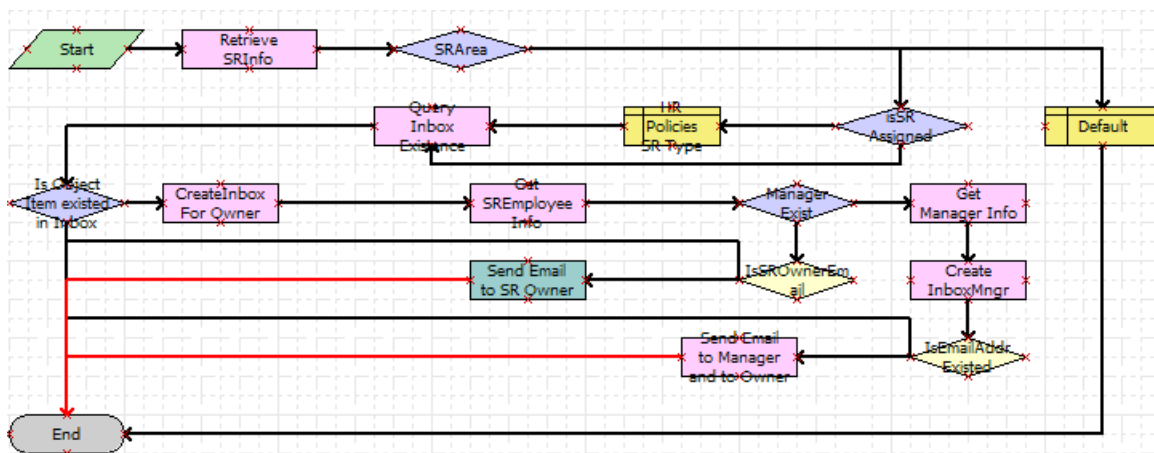 Start
Retrieve
SRInfo
SRArea
Query
Inbox
Existance
HR
Policies
SR Type
isSR
Assigned
Default
Is Object
Item existed
in Inbox
CreateInbox
For Owner
Get
SREmployee
Info
Manager
Exist
Get
Manager Info
Send Email
to SR Owner
IsSROwnerEm
ail
Create
InboxMngr
Send Email
to Manager
and to Owner
IsEmailAddr
Existed
End